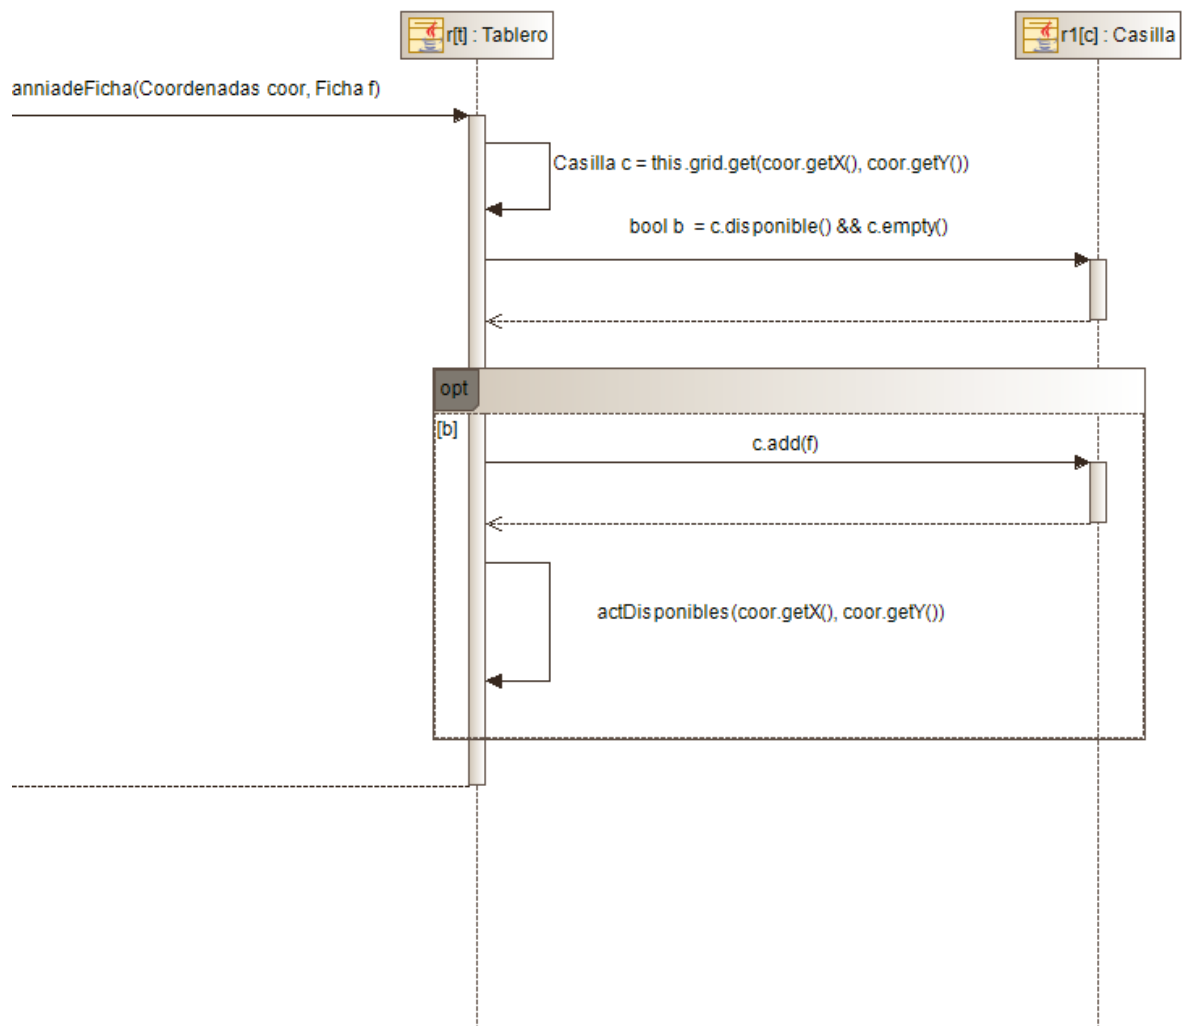 r[t] : Tablero
r1[c] : Casilla
anniadeFicha(Coordenadas coor, Ficha f)
Casilla c = this.grid.get(coor.getX(), coor.getY())
bool b = c.disponible() && c.empty()
opt
[b]
c.add(f)
actDisponibles(coor.getX(), coor.getY())